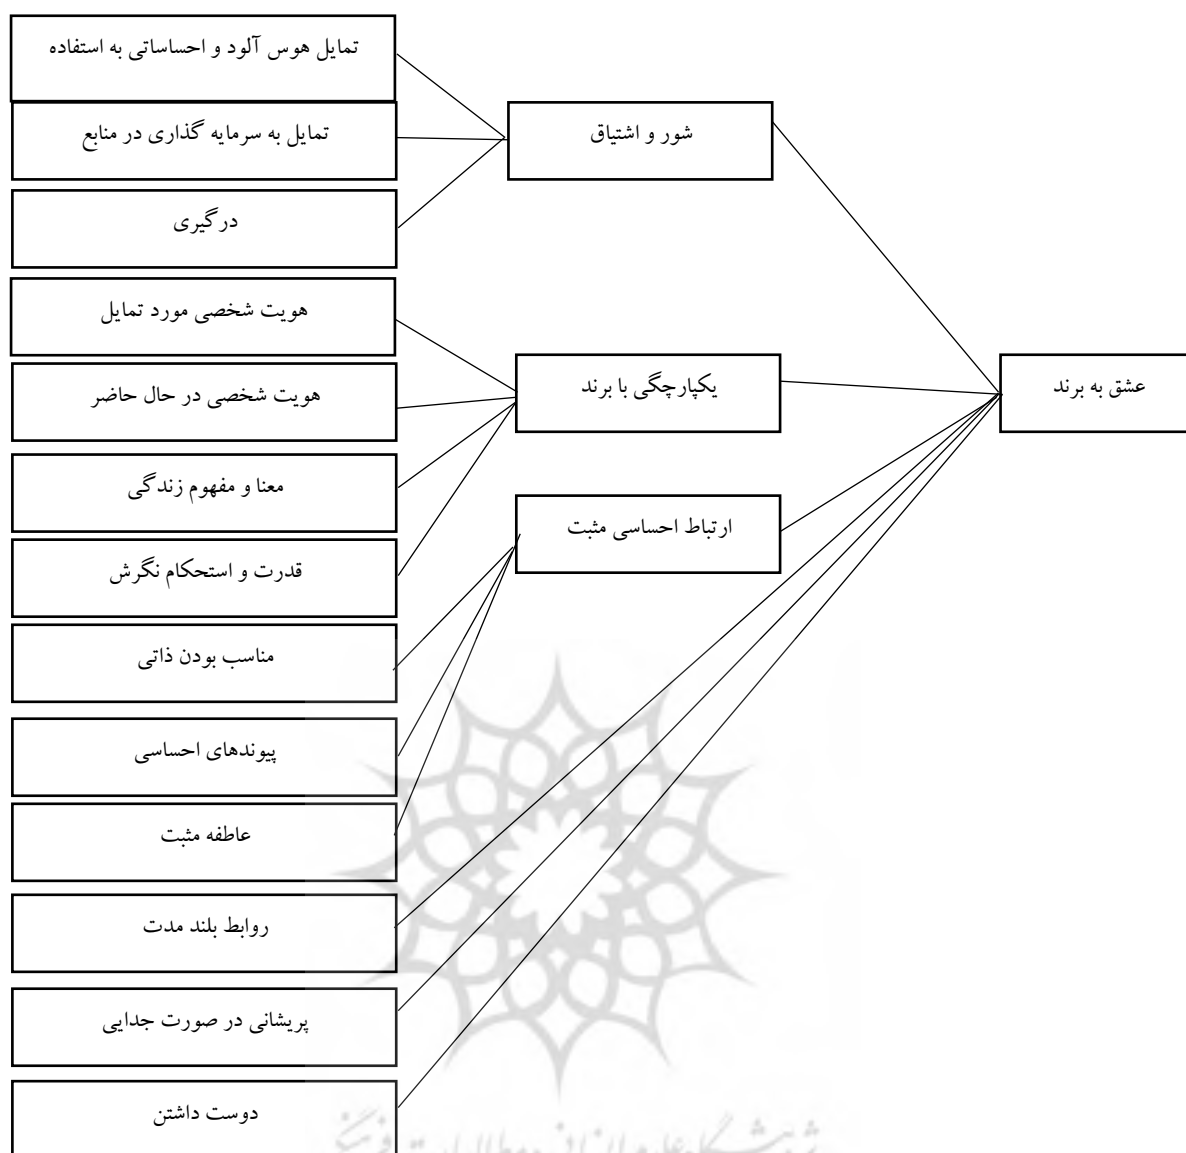 تمایل هوس آلود و احساساتی به استفاده
شور و اشتیاق
تمایل به سرمایه گذاری در منابع
درگیری
هویت شخصی مورد تمایل
عشق به برند
یکپارچگی با برند
هویت شخصی در حال حاضر
معنا و مفهوم زندگی
ارتباط احساسی مثبت
قدرت و استحکام نگرش
مناسب بودن ذاتی
پیوندهای احساسی
عاطفه مثبت
روابط بلند مدت
پریشانی در صورت جدایی
دوست داشتن